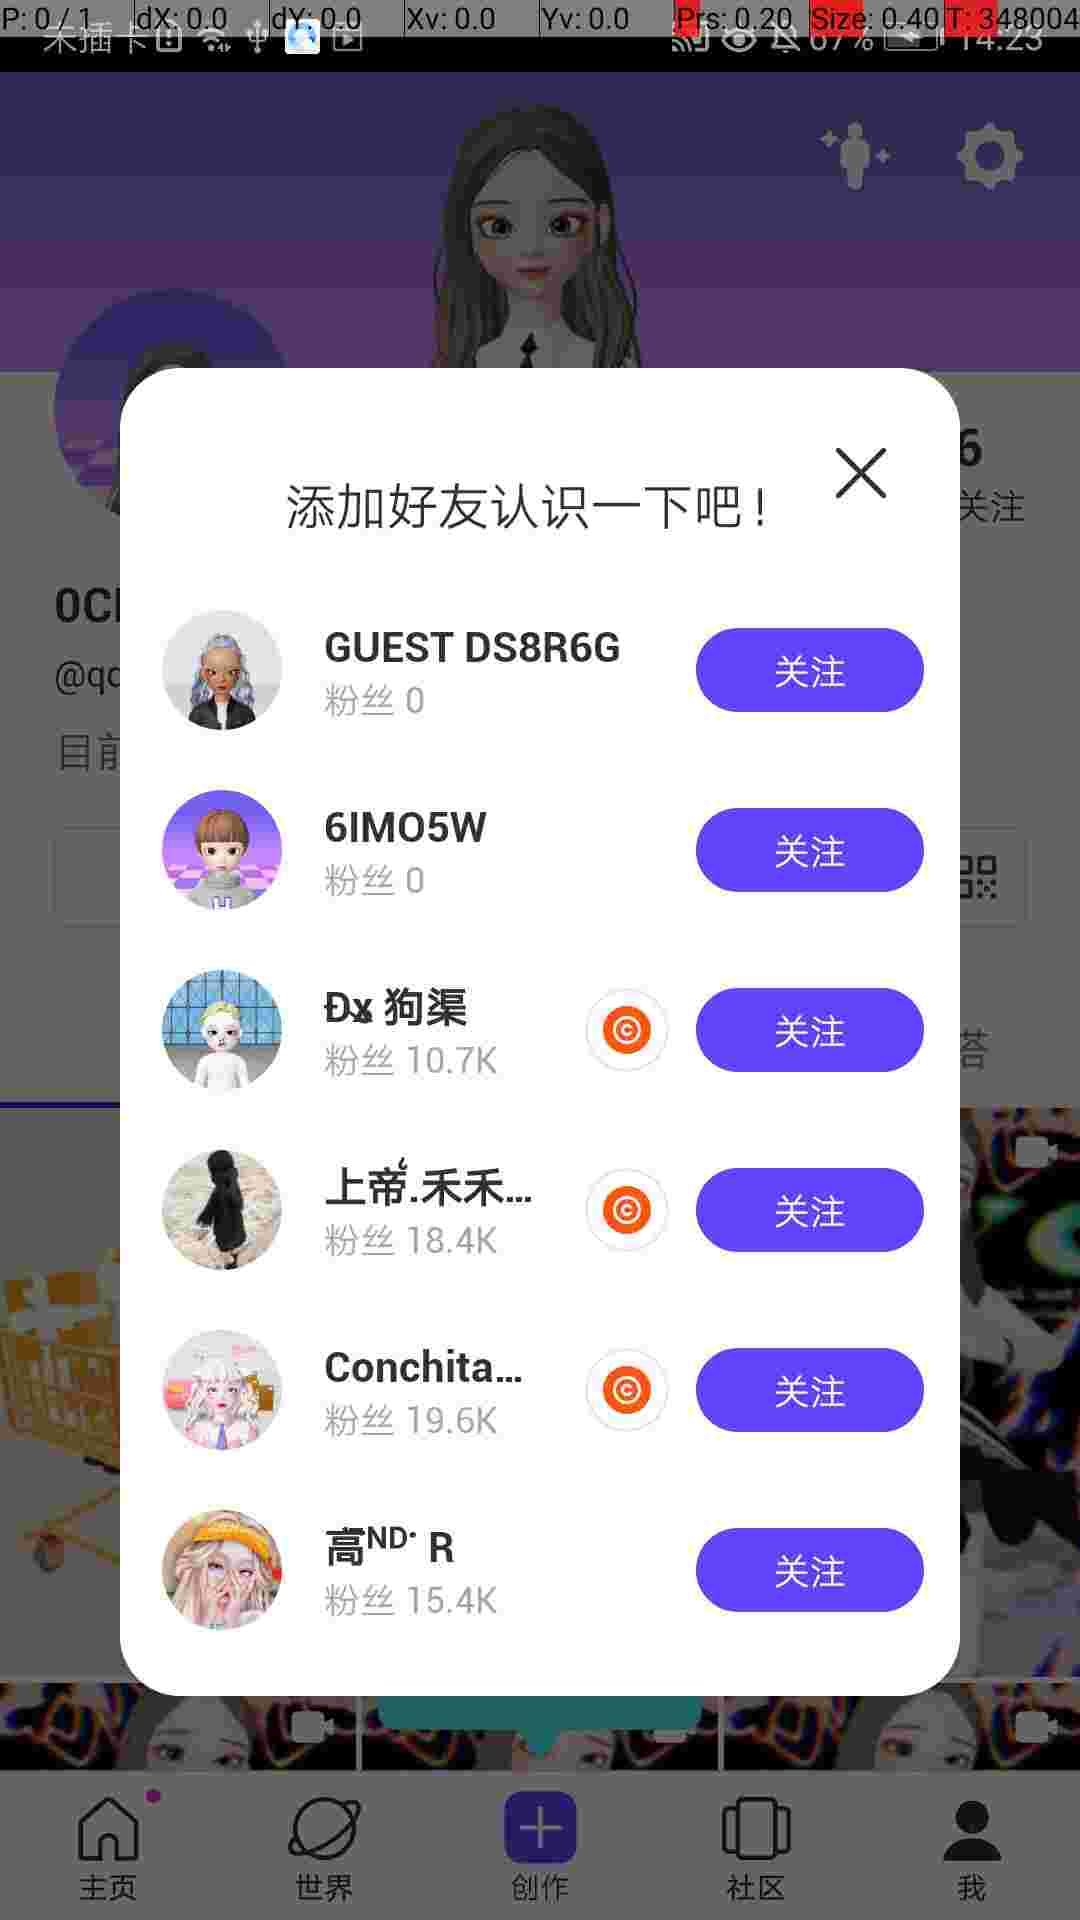 P: 0 / 1 dX: 0.0 dY: 0.0 Xv: 0.0 Yv: 0.0 Prs: 0.20 Size: 0.40 T: 348004
未插卡 67% 14:23
6
关注
添加好友认识一下吧!
@qc
目前
GUEST DS8R6G
粉丝 0
关注
6IMO5W
粉丝 0
关注
Đx 狗渠
粉丝 10.7K
关注
答
上帝.禾禾...
粉丝 18.4K
关注
Conchita...
粉丝 19.6K
关注
高ᴺᴰ· R
粉丝 15.4K
关注
主页 世界 创作 社区 我